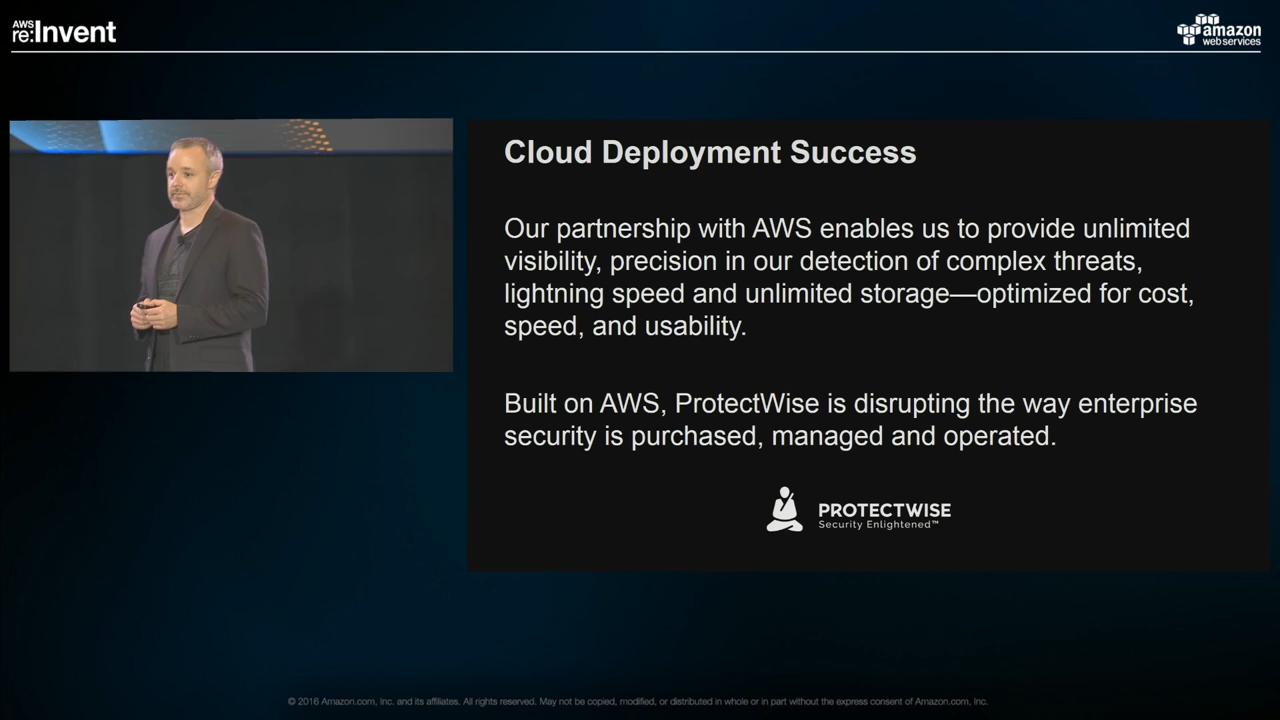 AWS
re:Invent
amazon
web services
Cloud Deployment Success
Our partnership with AWS enables us to provide unlimited
visibility, precision in our detection of complex threats,
lightning speed and unlimited storage—optimized for cost,
speed, and usability.
Built on AWS, ProtectWise is disrupting the way enterprise
security is purchased, managed and operated.
PROTECTWISE
Security Enlightened™
© 2016 Amazon.com, Inc. and its affiliates. All rights reserved. May not be copied, modified, or distributed in whole or in part without the express consent of Amazon.com, Inc.